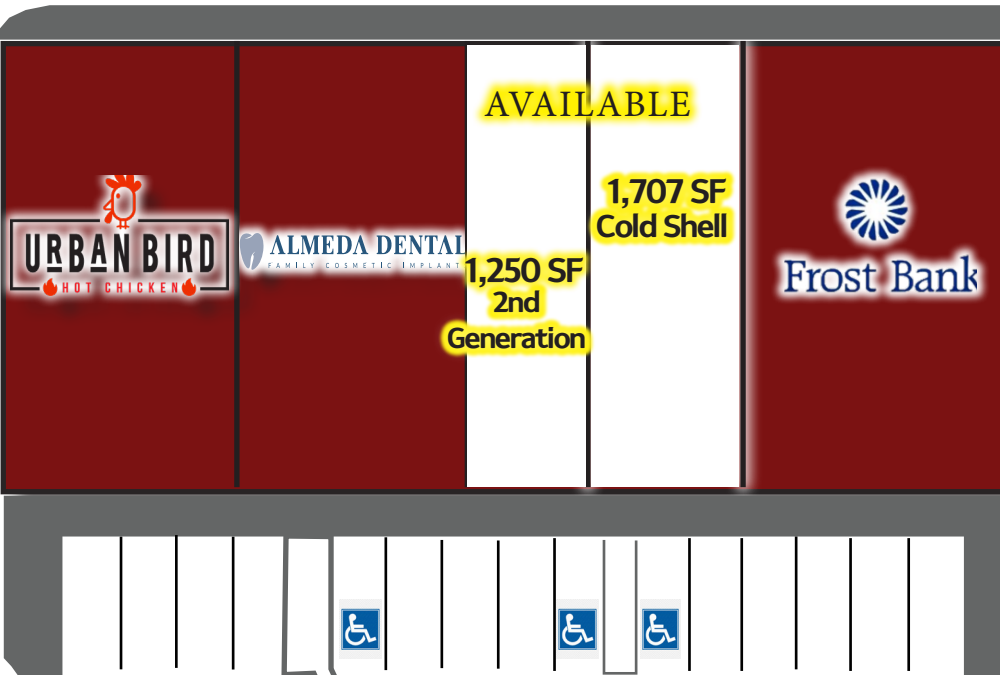 AVAILABLE
URBAN BIRD
HOT CHICKEN
ALMEDA DENTAL
FAMILY COSMETIC IMPLANT
1,250 SF
2nd
Generation
1,707 SF
Cold Shell
Frost Bank